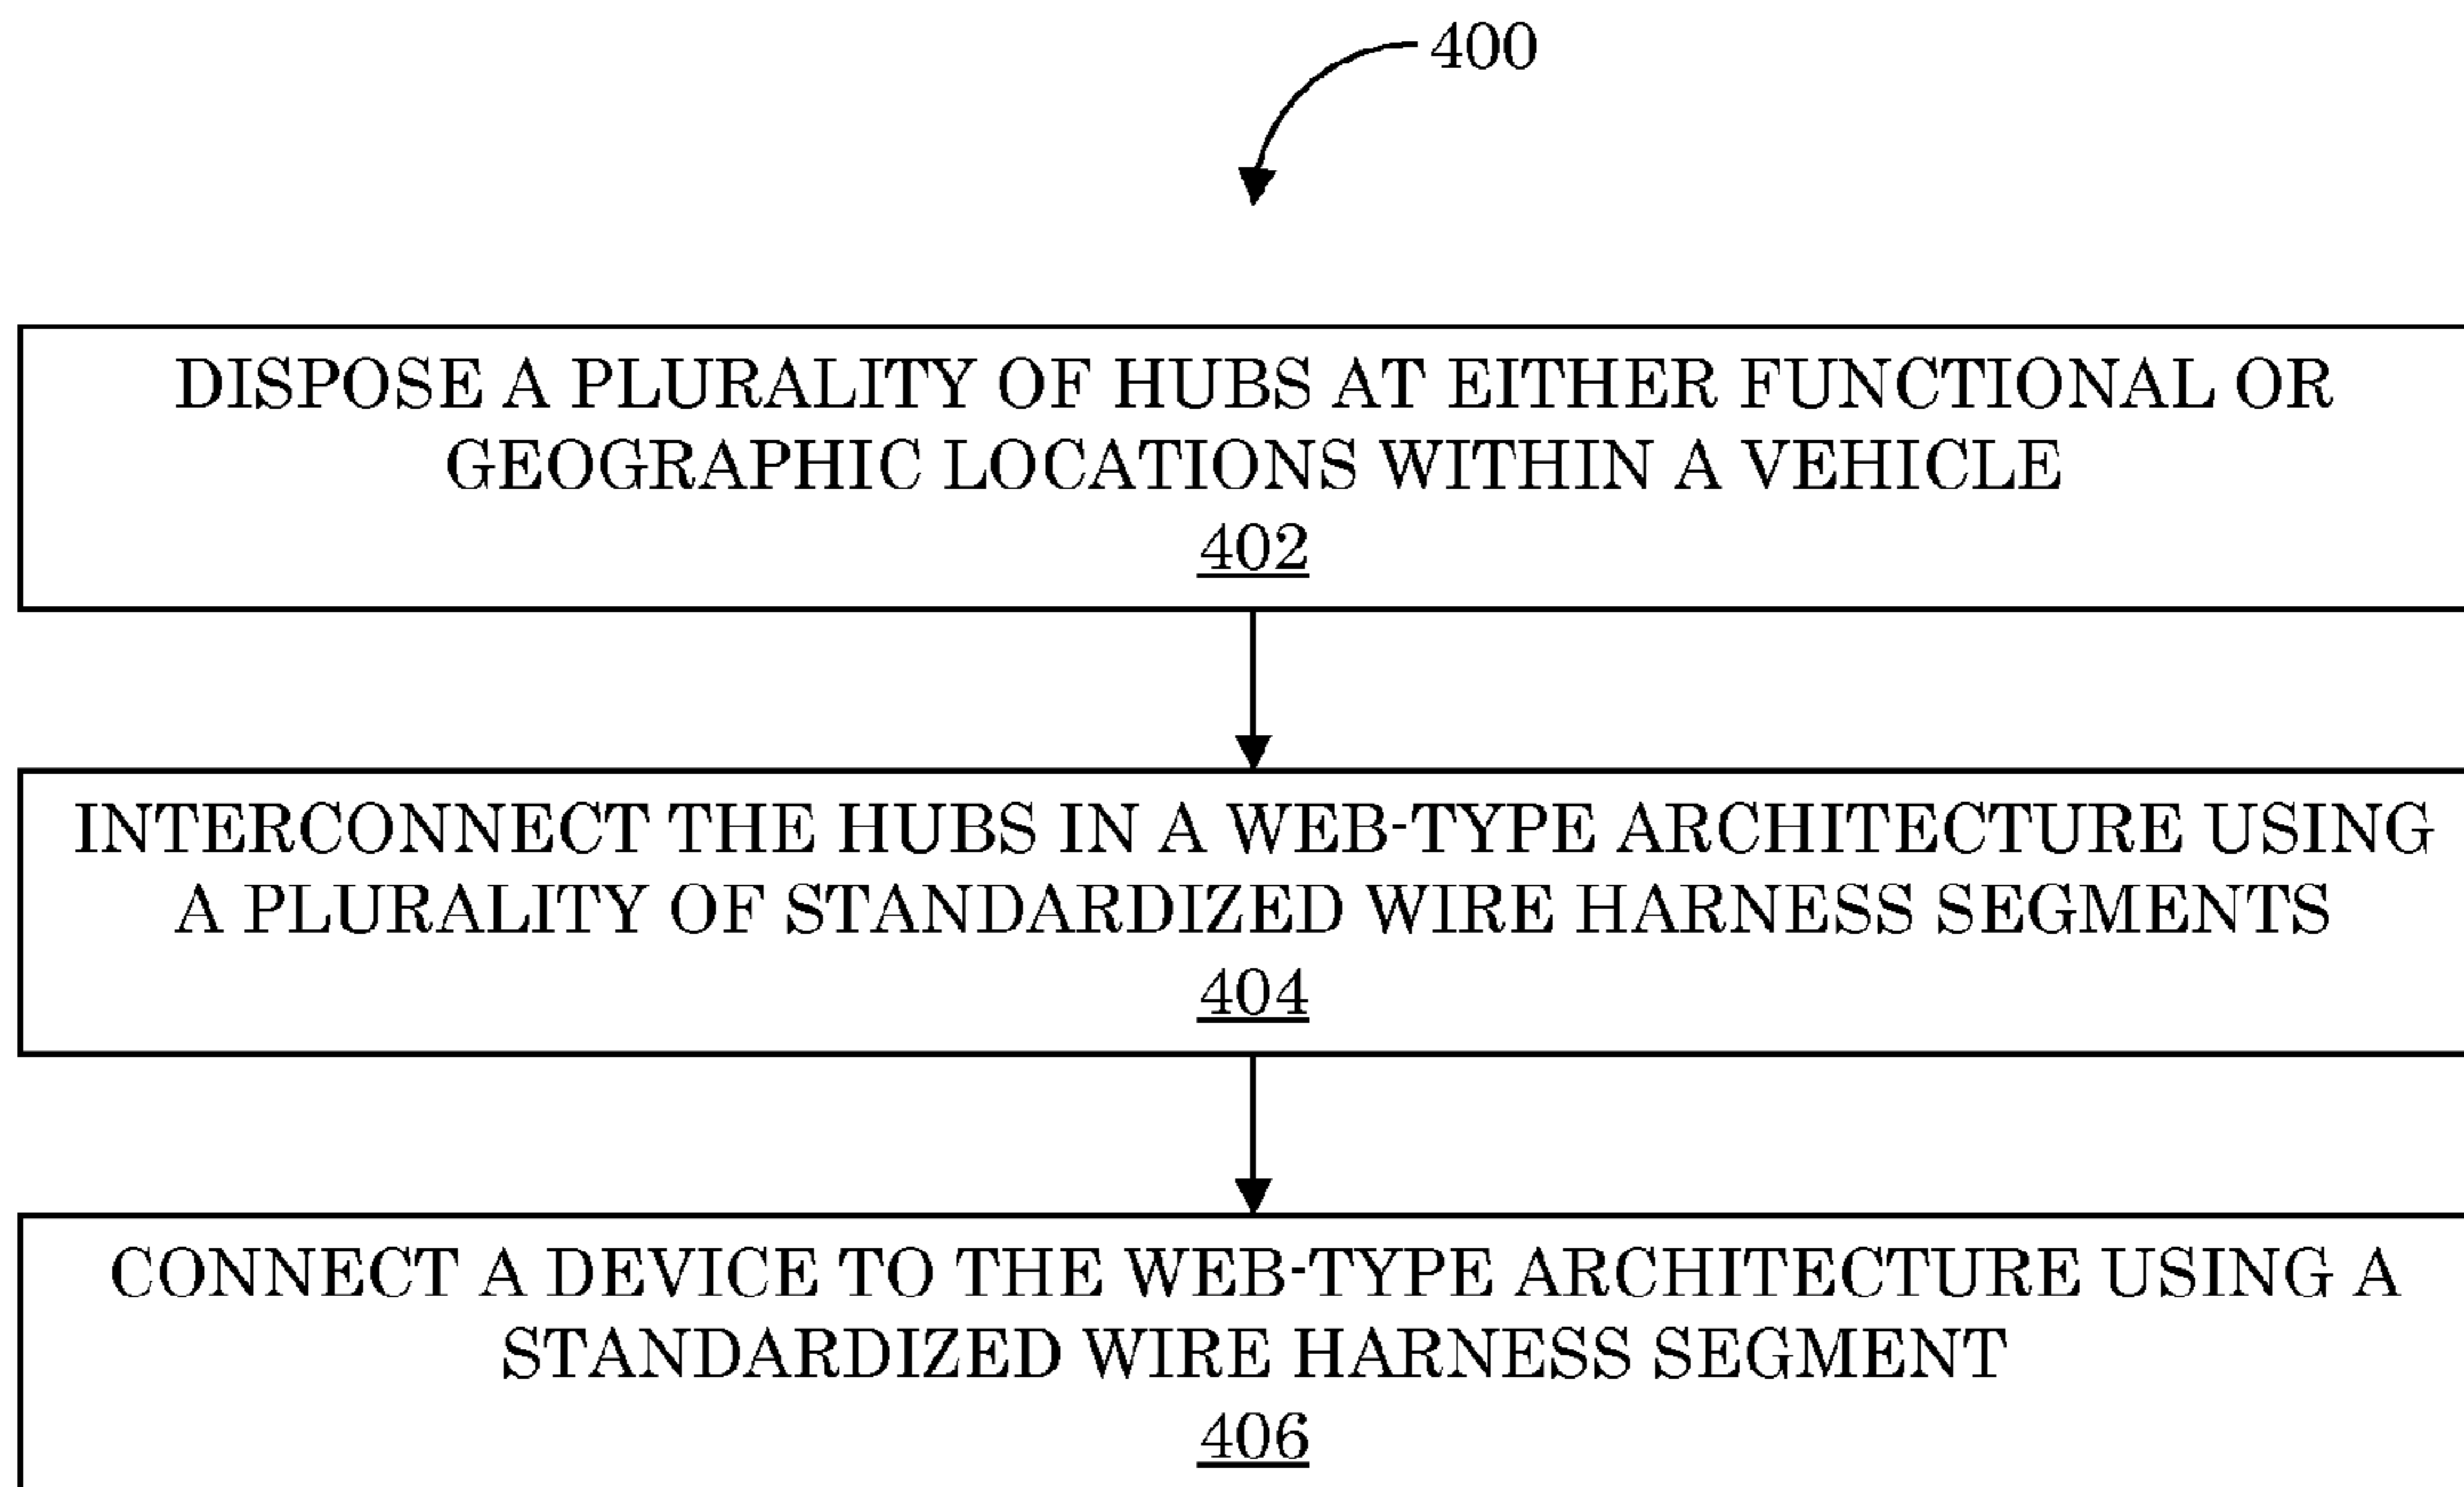 400
DISPOSE A PLURALITY OF HUBS AT EITHER FUNCTIONAL OR
GEOGRAPHIC LOCATIONS WITHIN A VEHICLE
402
INTERCONNECT THE HUBS IN A WEB-TYPE ARCHITECTURE USING
A PLURALITY OF STANDARDIZED WIRE HARNESS SEGMENTS
404
CONNECT A DEVICE TO THE WEB-TYPE ARCHITECTURE USING A
STANDARDIZED WIRE HARNESS SEGMENT
406